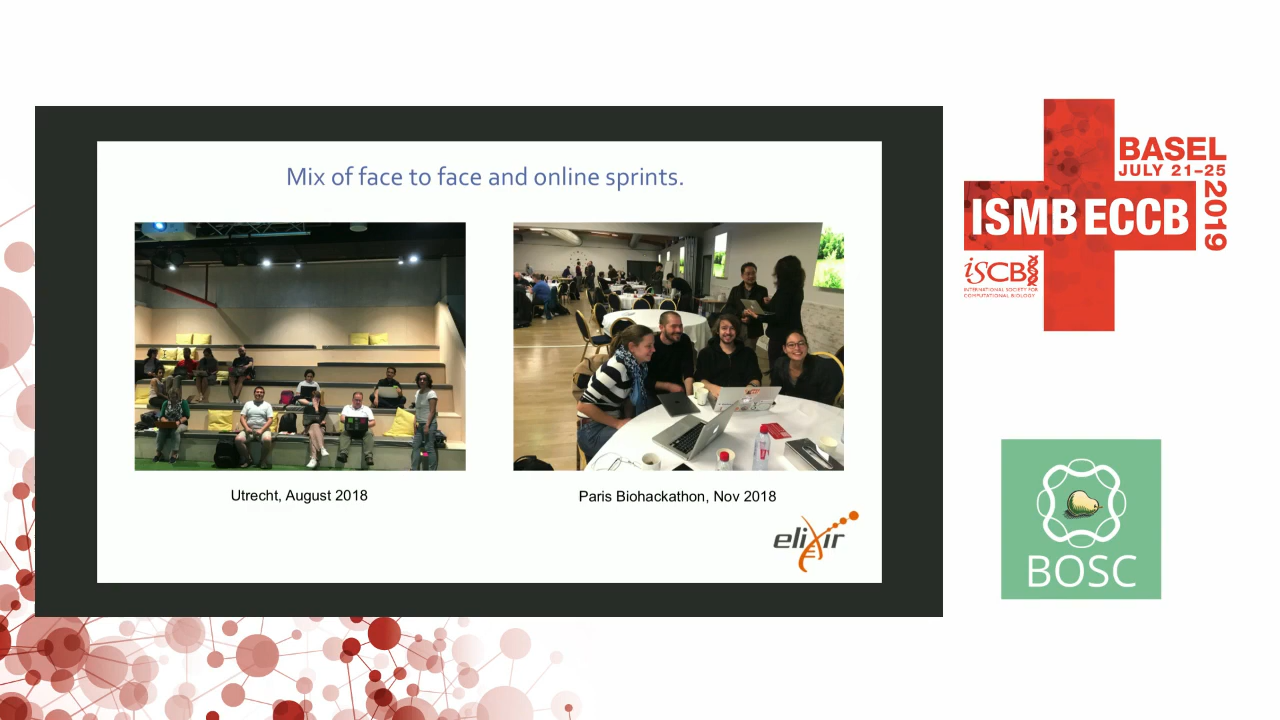 Mix of face to face and online sprints.
Utrecht, August 2018
Paris Biohackathon, Nov 2018
elixir
BASEL
JULY 21–25
2019
ISMB ECCB
ISCB
INTERNATIONAL SOCIETY FOR
COMPUTATIONAL BIOLOGY
BOSC